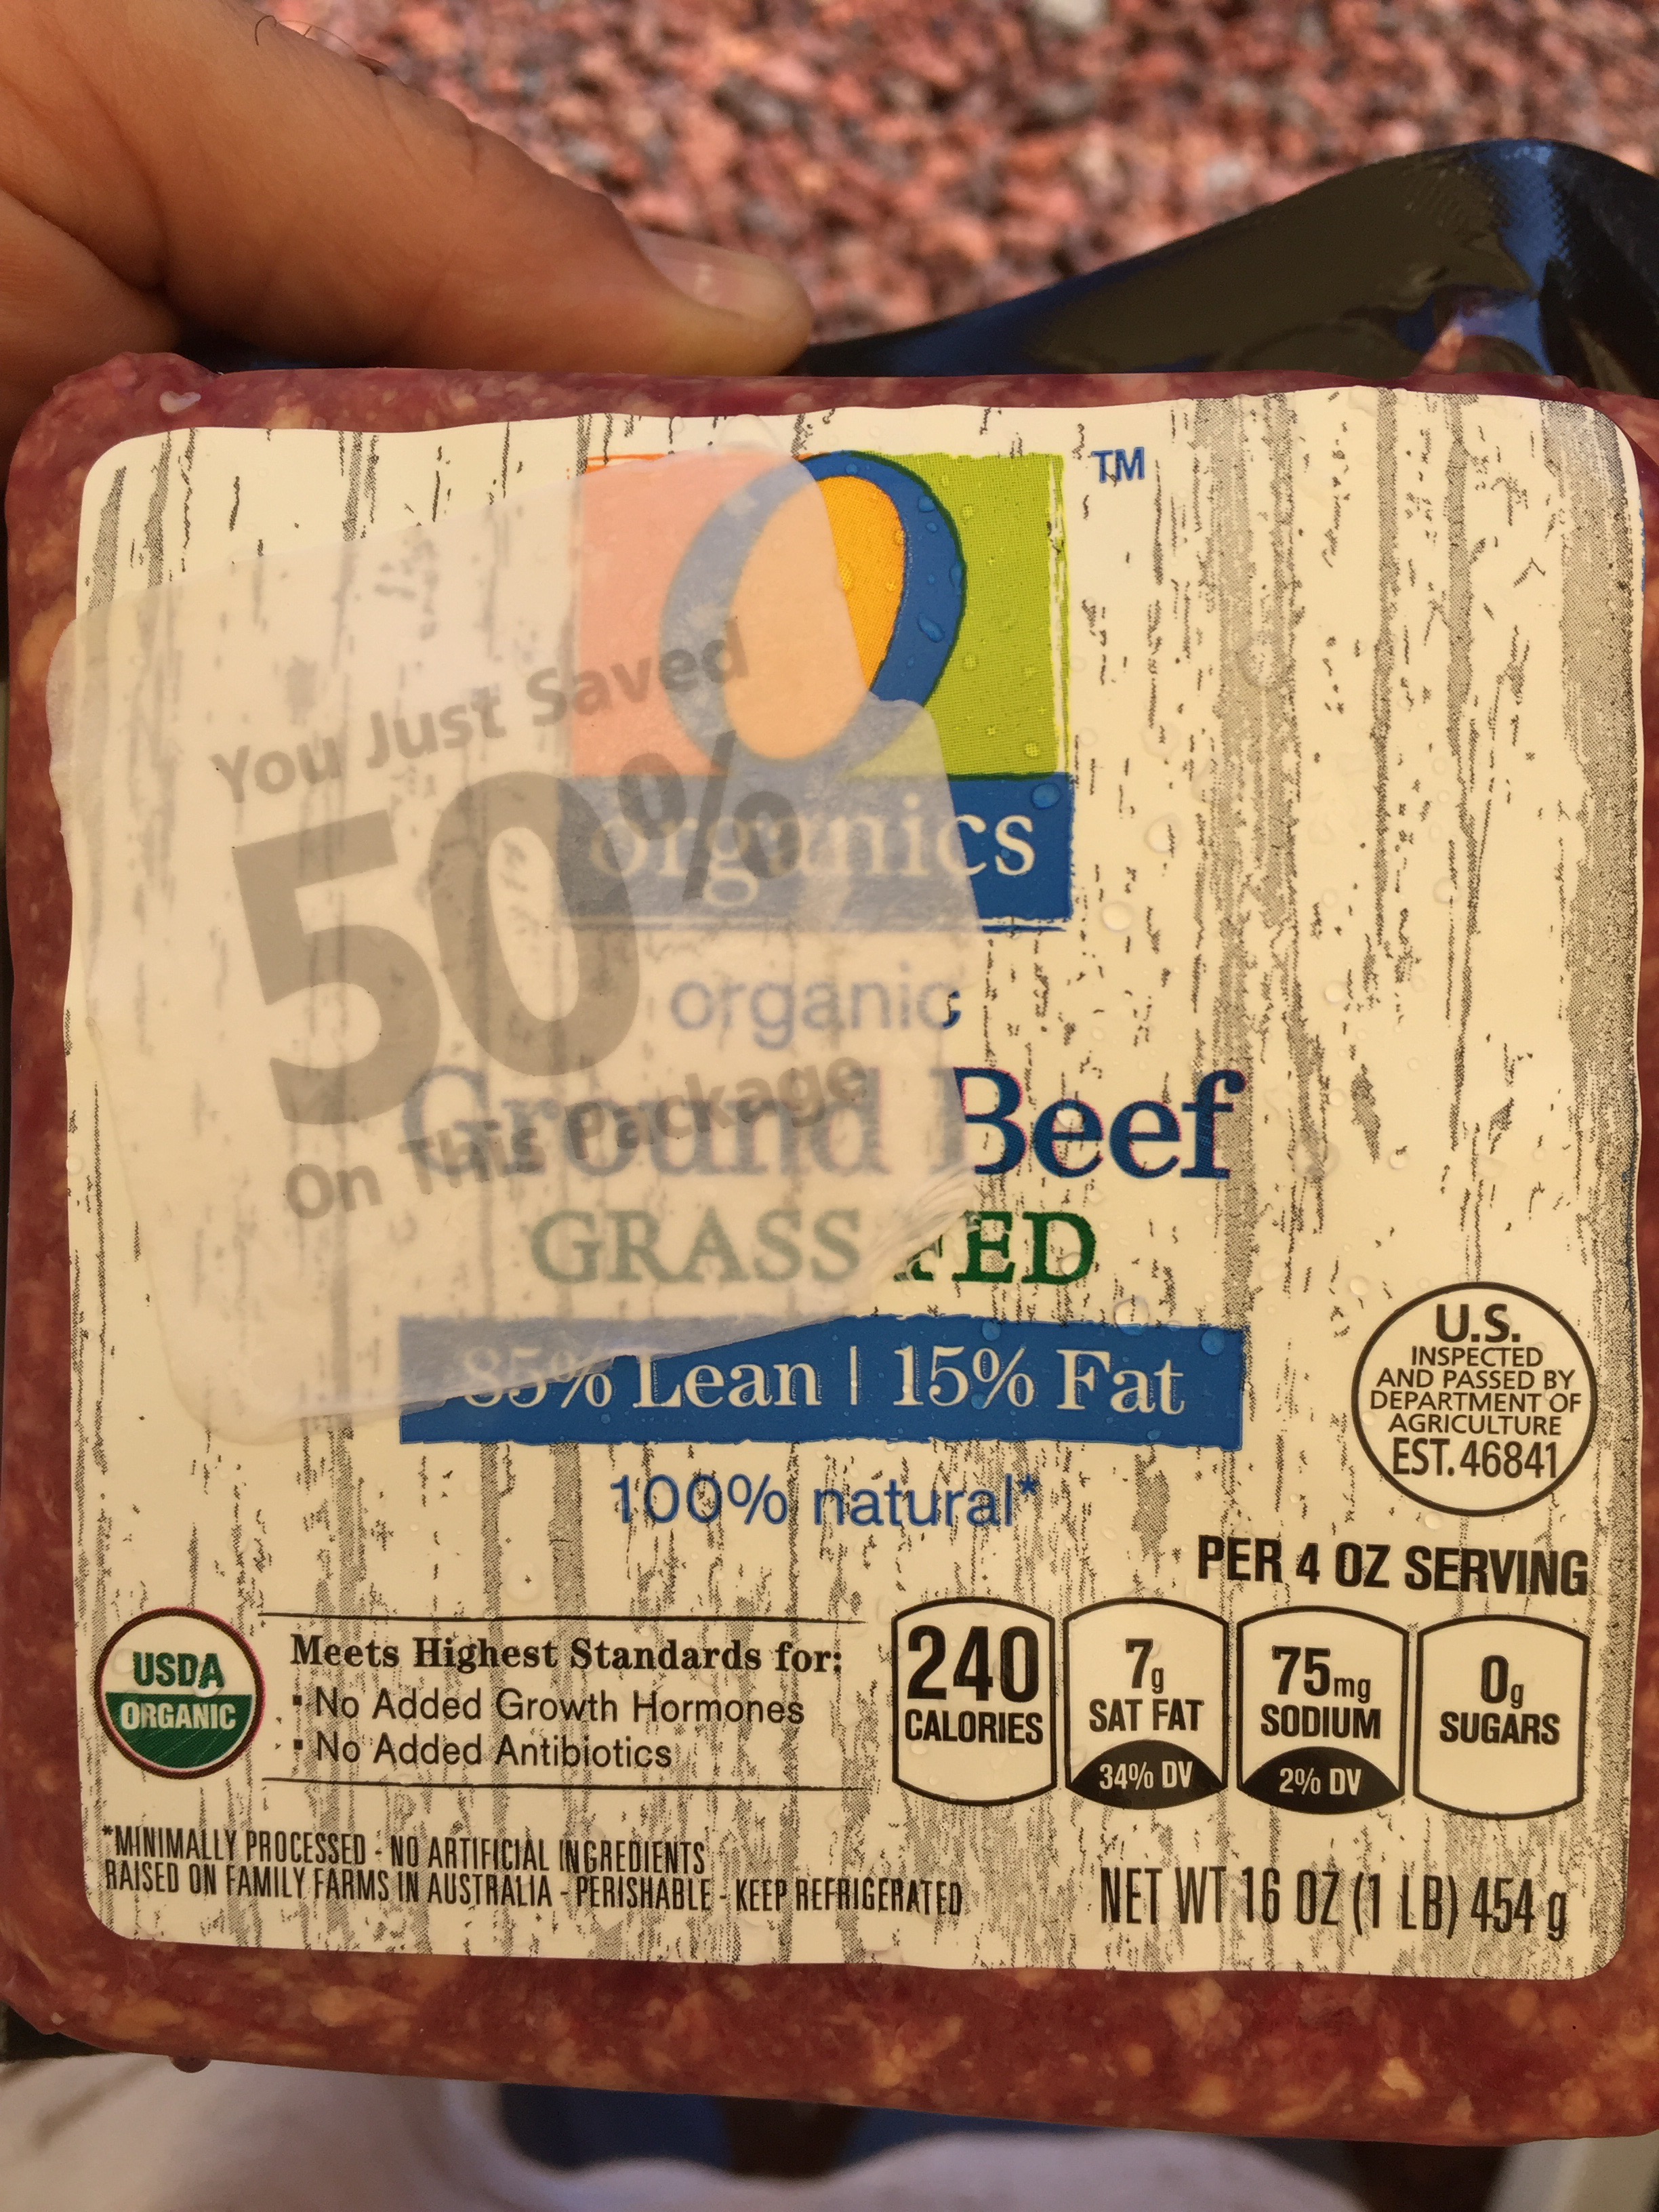 TM
organics
You Just Saved
50%
On This Package
organic
Ground Beef
GRASS FED
85% Lean | 15% Fat
100% natural*
U.S.
INSPECTED
AND PASSED BY
DEPARTMENT OF
AGRICULTURE
EST. 46841
PER 4 OZ SERVING
USDA
ORGANIC
Meets Highest Standards for:
▪ No Added Growth Hormones
▪ No Added Antibiotics
240
CALORIES
7g
SAT FAT
34% DV
75mg
SODIUM
2% DV
0g
SUGARS
*MINIMALLY PROCESSED - NO ARTIFICIAL INGREDIENTS
RAISED ON FAMILY FARMS IN AUSTRALIA - PERISHABLE - KEEP REFRIGERATED
NET WT 16 OZ (1 LB) 454 g